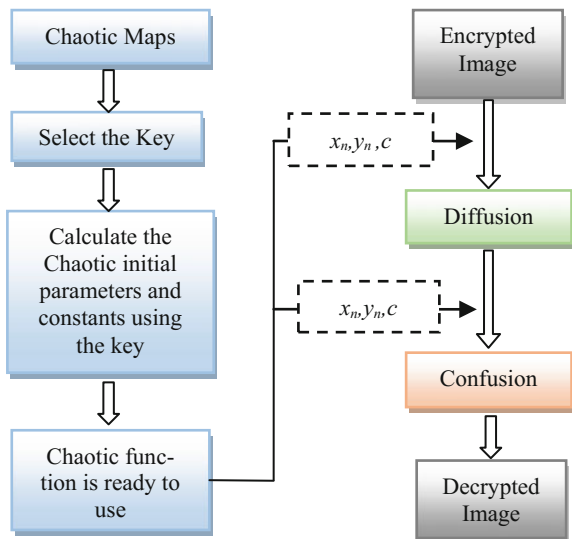 Chaotic Maps
Select the Key
Calculate the
Chaotic initial
parameters and
constants using
the key
Chaotic func-
tion is ready to
use
xn,yn ,c
xn,yn,c
Encrypted
Image
Diffusion
Confusion
Decrypted
Image